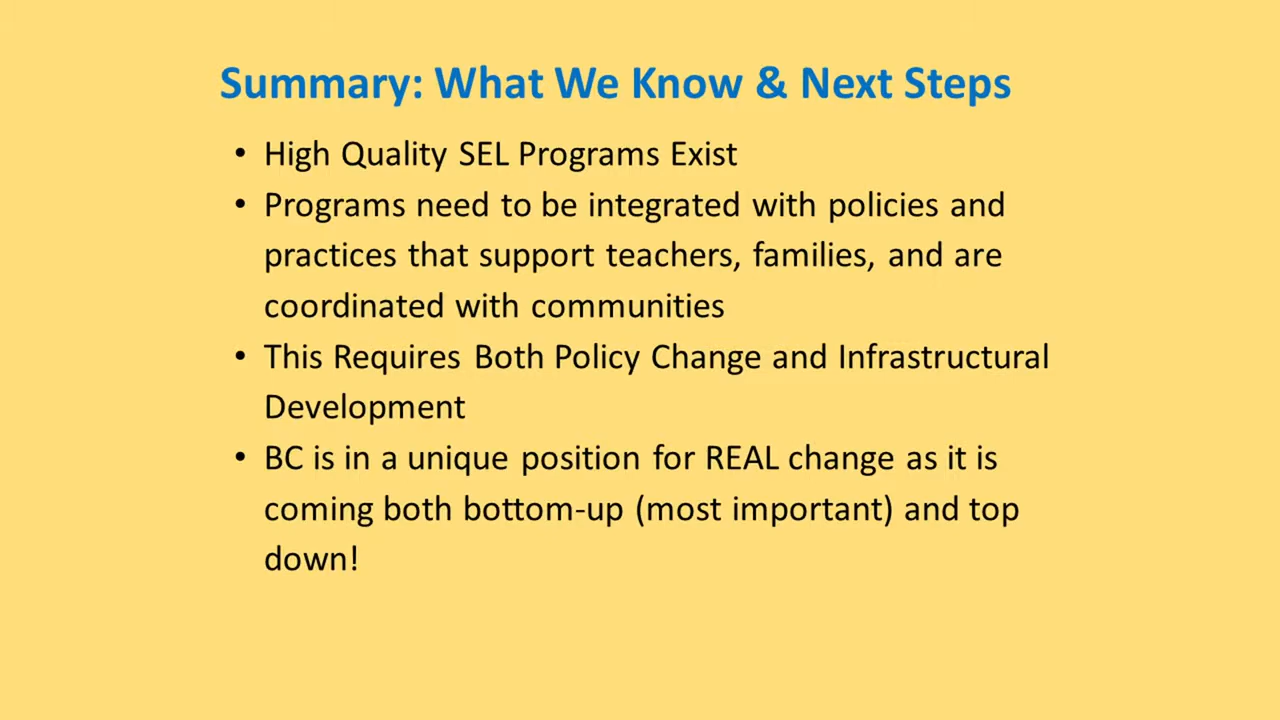 Summary: What We Know & Next Steps
• High Quality SEL Programs Exist
• Programs need to be integrated with policies and
practices that support teachers, families, and are
coordinated with communities
• This Requires Both Policy Change and Infrastructural
Development
• BC is in a unique position for REAL change as it is
coming both bottom-up (most important) and top
down!